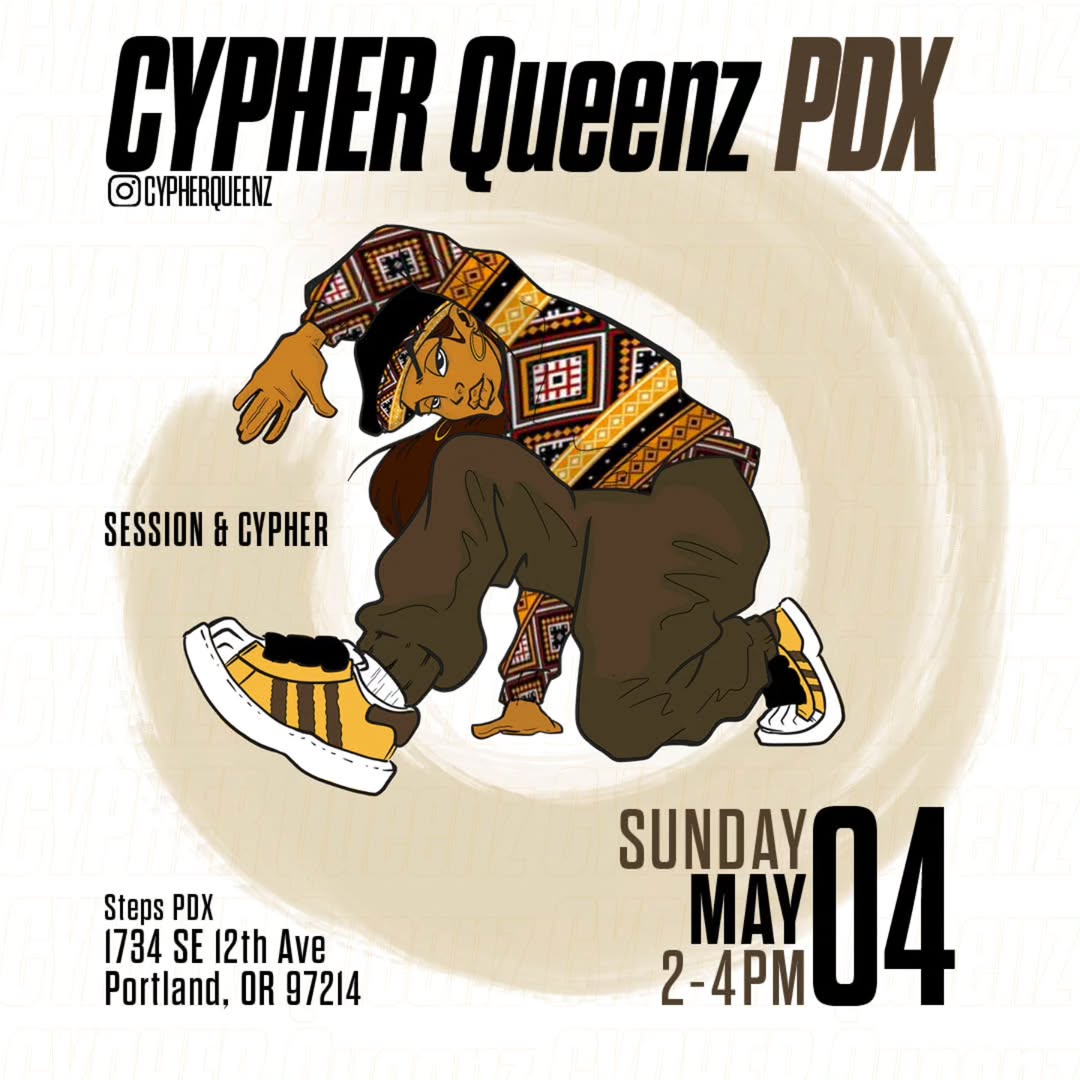 CYPHER Queenz PDX
CYPHERQUEENZ
SESSION & CYPHER
Steps PDX
1734 SE 12th Ave
Portland, OR 97214
SUNDAY
MAY 04
2-4PM